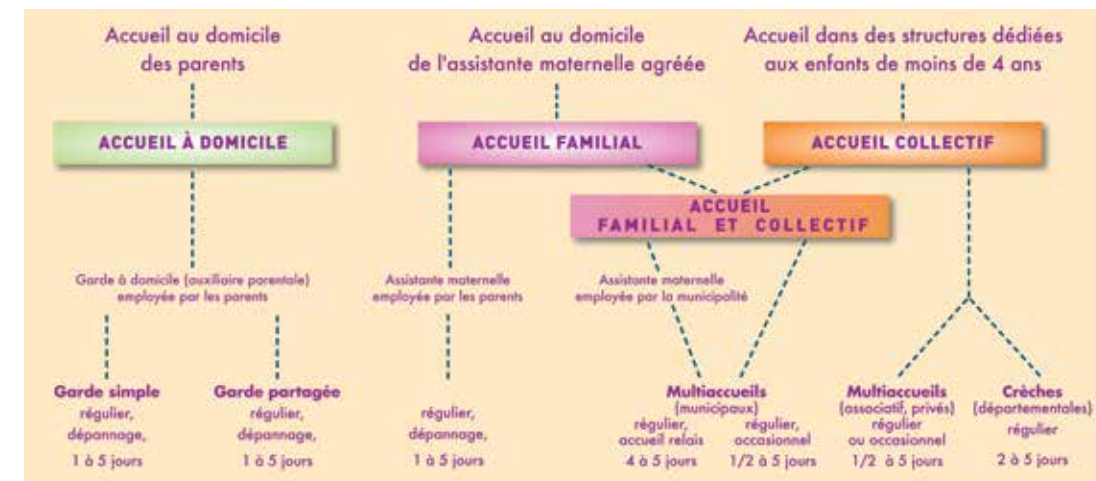 Accueil au domicile
des parents
Accueil au domicile
de l'assistante maternelle agréée
Accueil dans des structures dédiées
aux enfants de moins de 4 ans
ACCUEIL À DOMICILE
ACCUEIL FAMILIAL
ACCUEIL COLLECTIF
ACCUEIL
FAMILIAL ET COLLECTIF
Garde à domicile (auxiliaire parentale)
employée par les parents
Assistante maternelle
employée par les parents
Assistante maternelle
employée par la municipalité
Garde simple
régulier,
dépannage,
1 à 5 jours
Garde partagée
régulier,
dépannage,
1 à 5 jours
régulier,
dépannage,
1 à 5 jours
Multiaccueils
(municipaux)
régulier,
accueil relais
4 à 5 jours
régulier,
occasionnel
1/2 à 5 jours
Multiaccueils
(associatif, privés)
régulier
ou occasionnel
1/2 à 5 jours
Crèches
(départementales)
régulier
2 à 5 jours